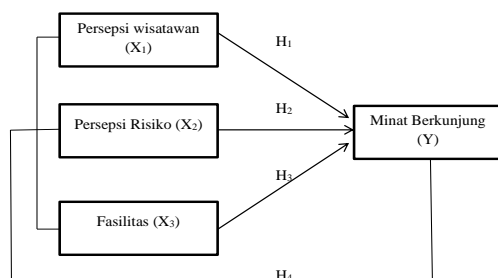 Persepsi wisatawan
(X₁)
H₁
Persepsi Risiko (X₂)
H₂
Minat Berkunjung
(Y)
H₃
Fasilitas (X₃)
H₄